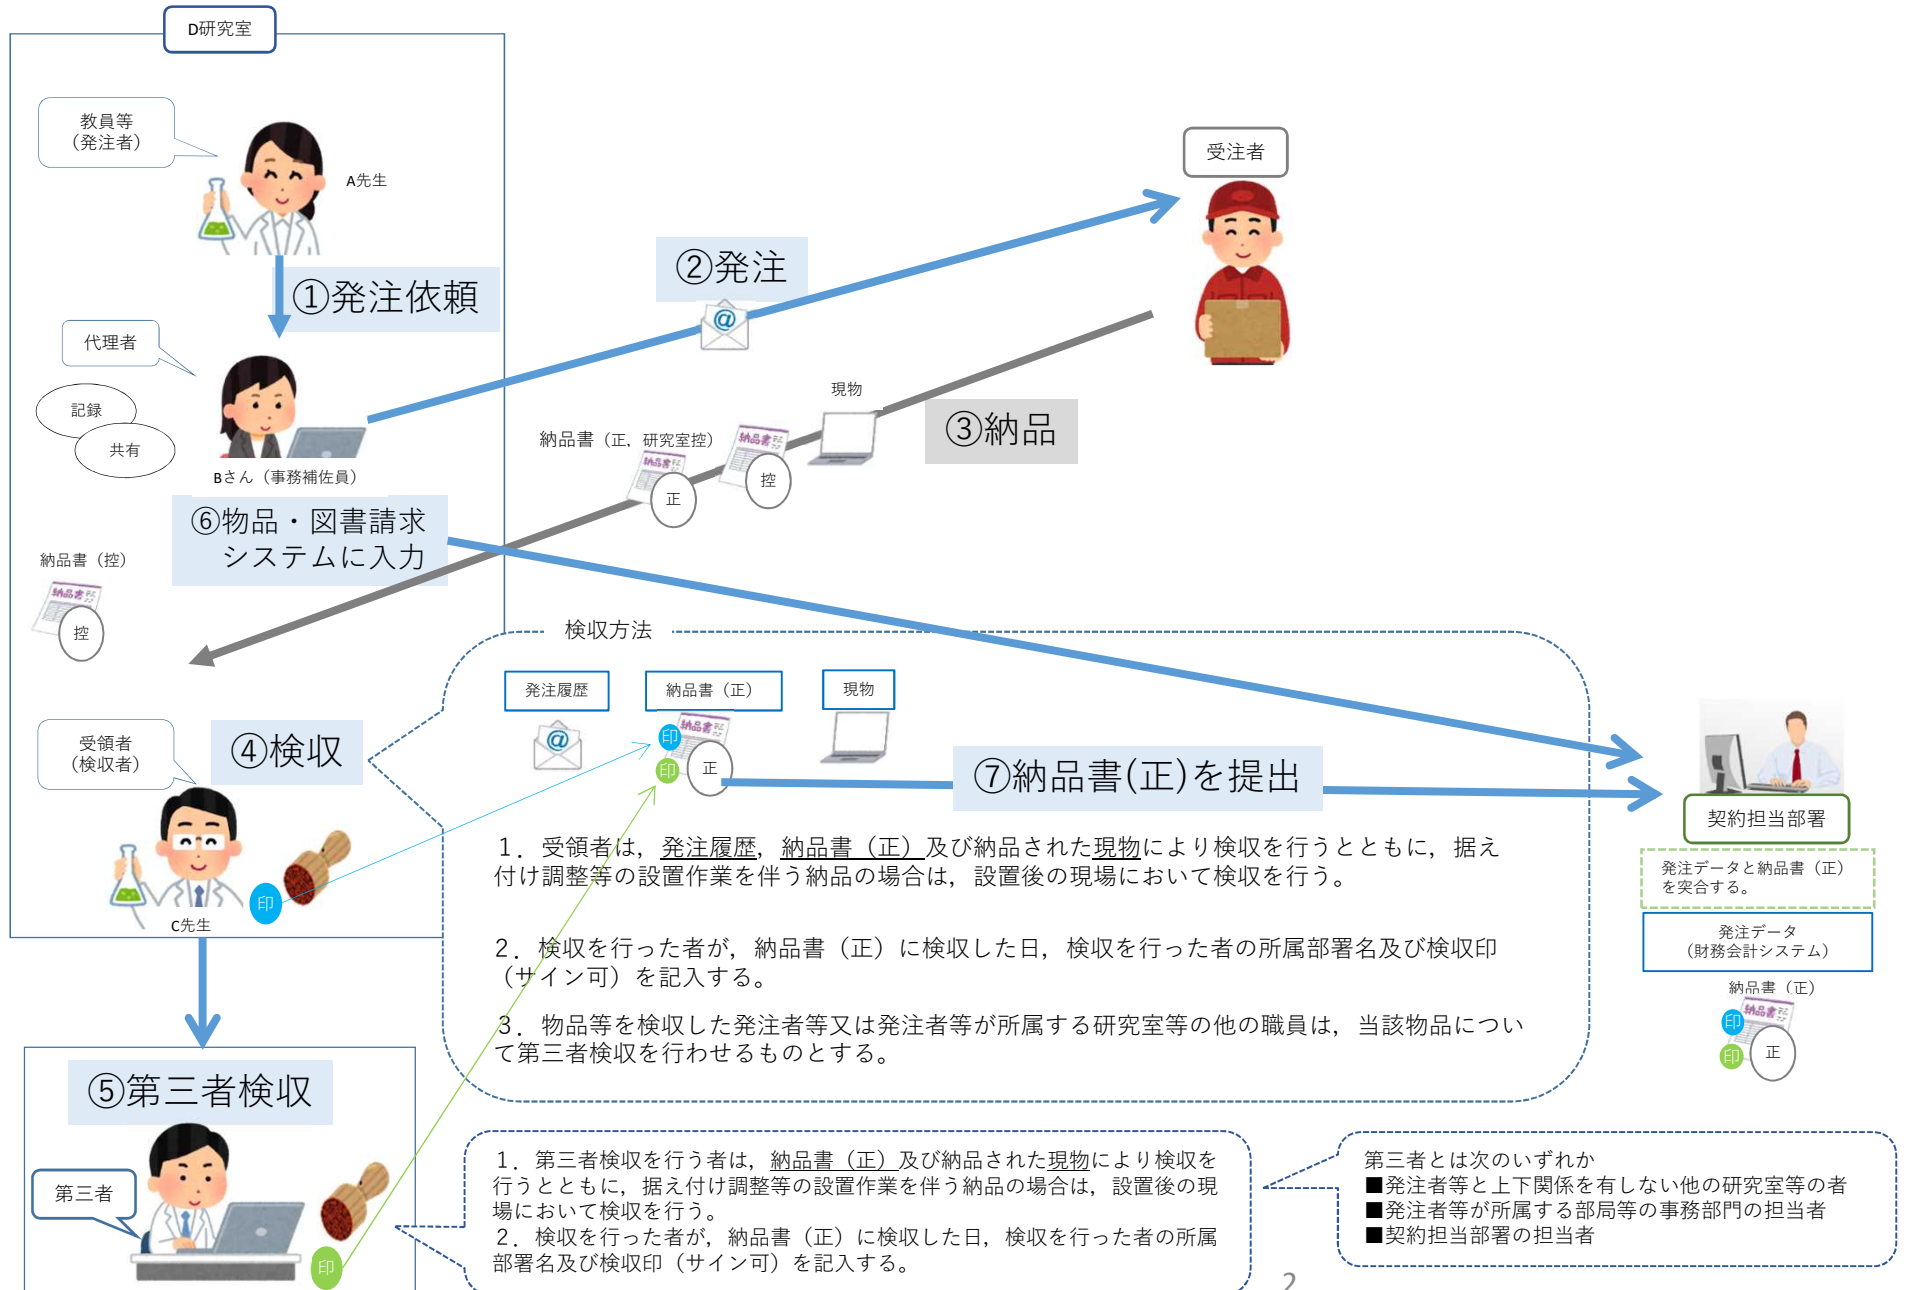 D研究室
教員等
（発注者）
A先生
①発注依頼
代理者
記録
共有
Bさん（事務補佐員）
②発注
@
受注者
③納品
現物
納品書（正，研究室控）
納品書
正
納品書
控
⑥物品・図書請求
システムに入力
納品書（控）
納品書
控
受領者
（検収者）
④検収
C先生
印
検収方法
発注履歴
納品書（正）
現物
@
納品書
印
印
正
⑦納品書(正)を提出
１．受領者は，発注履歴，納品書（正）及び納品された現物により検収を行うとともに，据え
付け調整等の設置作業を伴う納品の場合は，設置後の現場において検収を行う。
２．検収を行った者が，納品書（正）に検収した日，検収を行った者の所属部署名及び検収印
（サイン可）を記入する。
３．物品等を検収した発注者等又は発注者等が所属する研究室等の他の職員は，当該物品につい
て第三者検収を行わせるものとする。
契約担当部署
発注データと納品書（正）
を突合する。
発注データ
（財務会計システム）
納品書（正）
納品書
印
印
正
⑤第三者検収
第三者
印
１．第三者検収を行う者は，納品書（正）及び納品された現物により検収を
行うとともに，据え付け調整等の設置作業を伴う納品の場合は，設置後の現
場において検収を行う。
２．検収を行った者が，納品書（正）に検収した日，検収を行った者の所属
部署名及び検収印（サイン可）を記入する。
第三者とは次のいずれか
■発注者等と上下関係を有しない他の研究室等の者
■発注者等が所属する部局等の事務部門の担当者
■契約担当部署の担当者
2